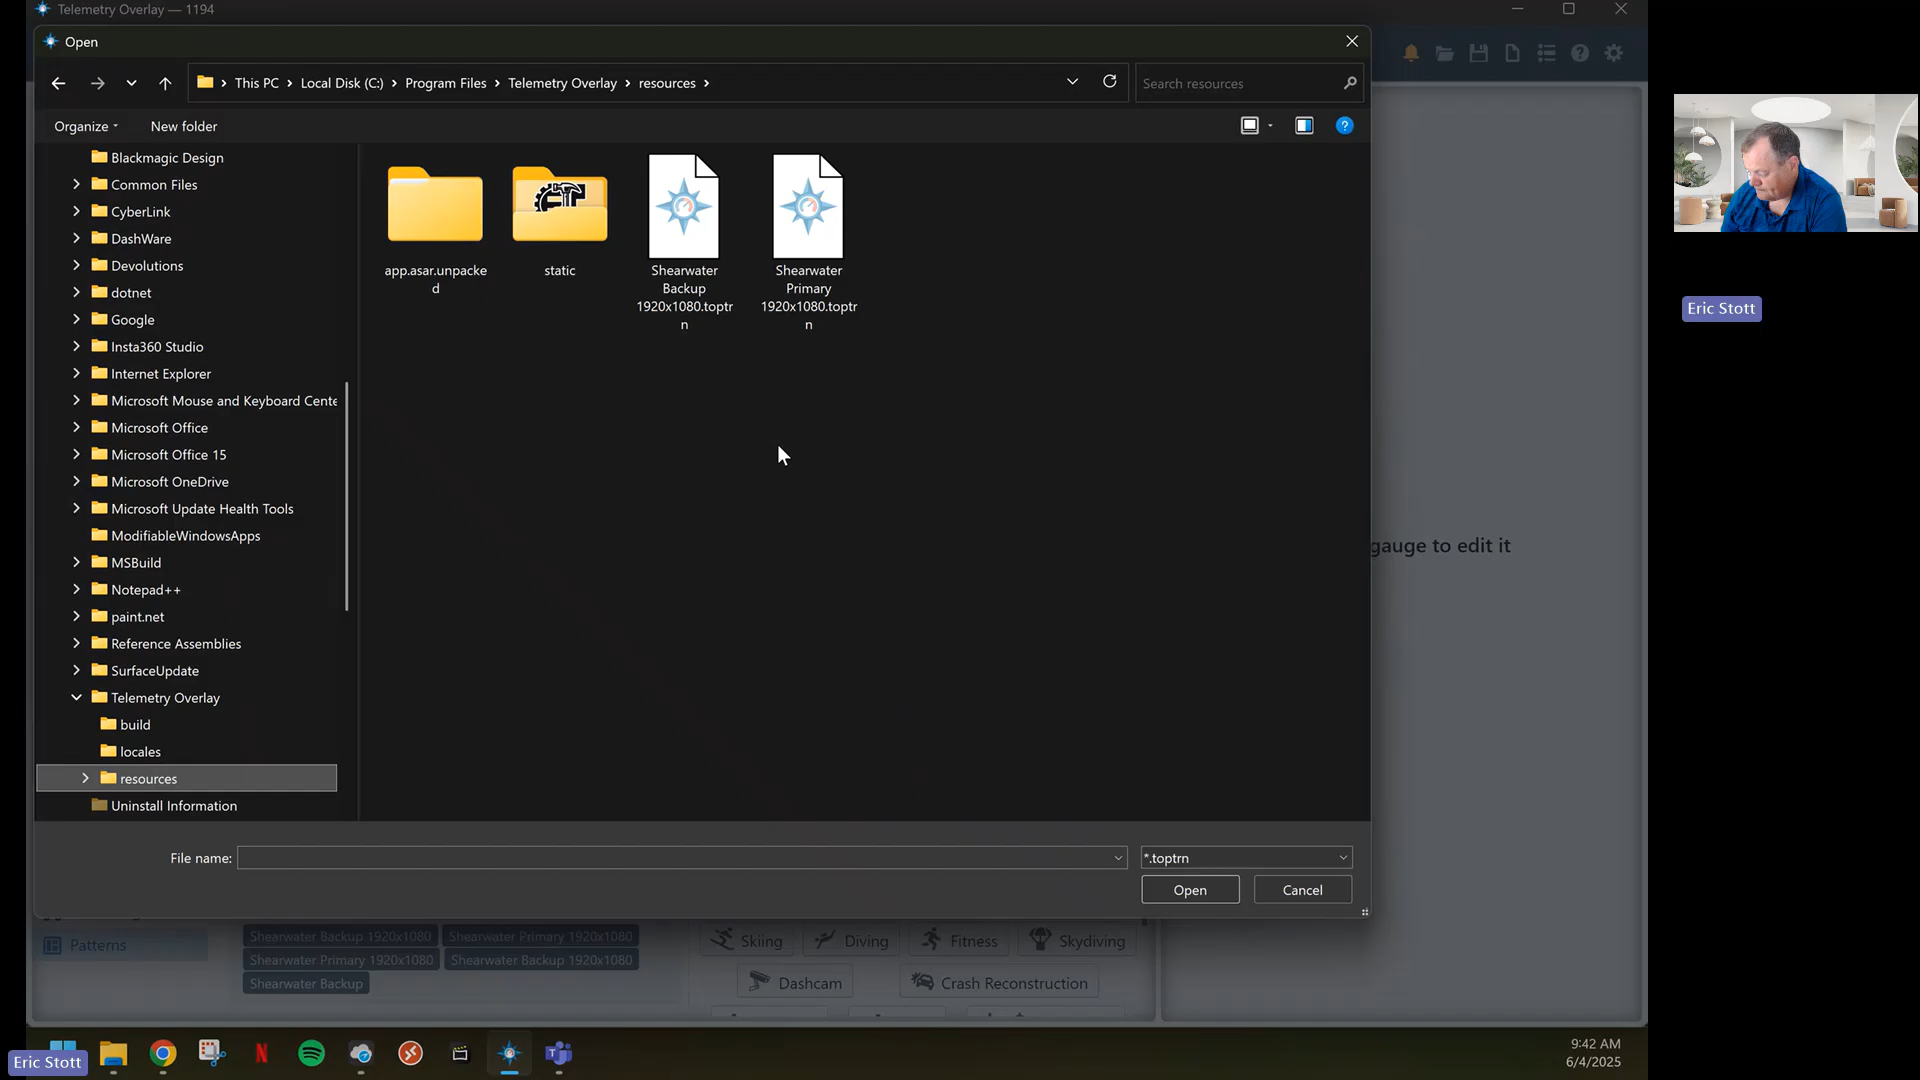 Telemetry Overlay — 1194
Open
This PC
Local Disk (C:)
Program Files
Telemetry Overlay
resources
Search resources
Organize
New folder
Blackmagic Design
Common Files
CyberLink
DashWare
Devolutions
dotnet
Google
Insta360 Studio
Internet Explorer
Microsoft Mouse and Keyboard Cente
Microsoft Office
Microsoft Office 15
Microsoft OneDrive
Microsoft Update Health Tools
ModifiableWindowsApps
MSBuild
Notepad++
paint.net
Reference Assemblies
SurfaceUpdate
Telemetry Overlay
build
locales
resources
Uninstall Information
app.asar.unpacke
d
static
Shearwater
Backup
1920x1080.toptr
n
Shearwater
Primary
1920x1080.toptr
n
gauge to edit it
File name:
*.toptrn
Open
Cancel
Patterns
Shearwater Backup 1920x1080
Shearwater Primary 1920x1080
Shearwater Primary 1920x1080
Shearwater Backup 1920x1080
Shearwater Backup
Skiing
Diving
Fitness
Skydiving
Dashcam
Crash Reconstruction
Eric Stott
Eric Stott
9:42 AM
6/4/2025